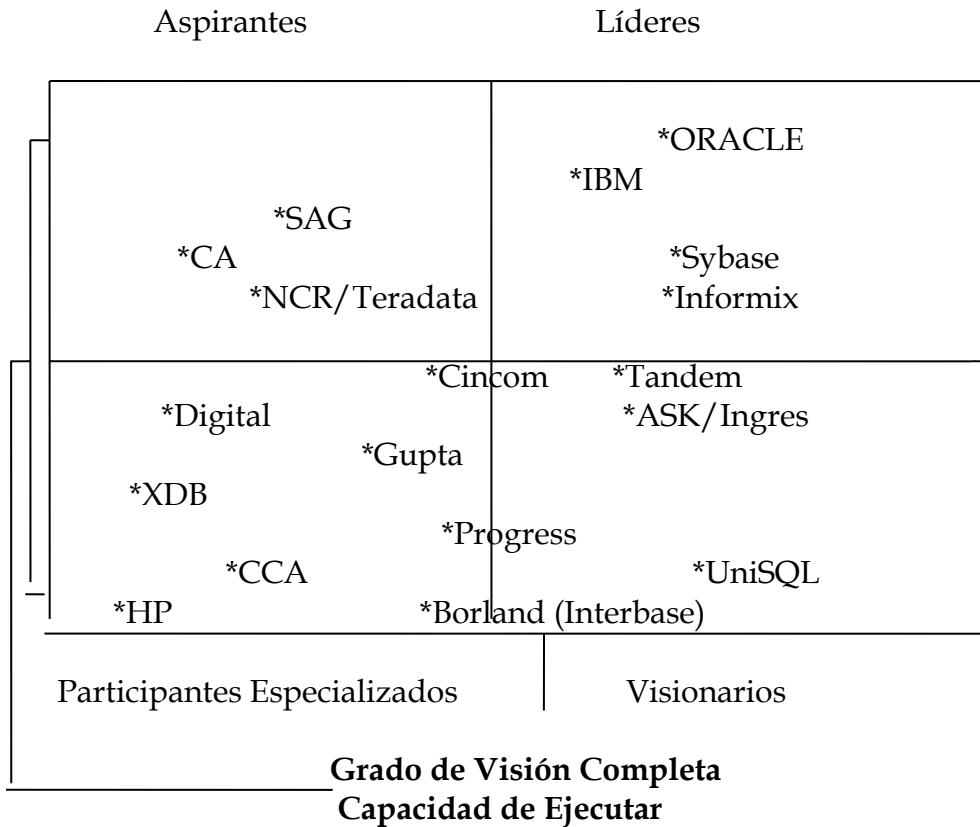 Aspirantes Líderes
*ORACLE
*IBM
*SAG
*CA *Sybase
*NCR/Teradata *Informix
*Cincom *Tandem
*Digital *ASK/Ingres
*Gupta
*XDB
*Progress
*CCA *UniSQL
*HP *Borland (Interbase)
Participantes Especializados Visionarios
Grado de Visión Completa
Capacidad de Ejecutar